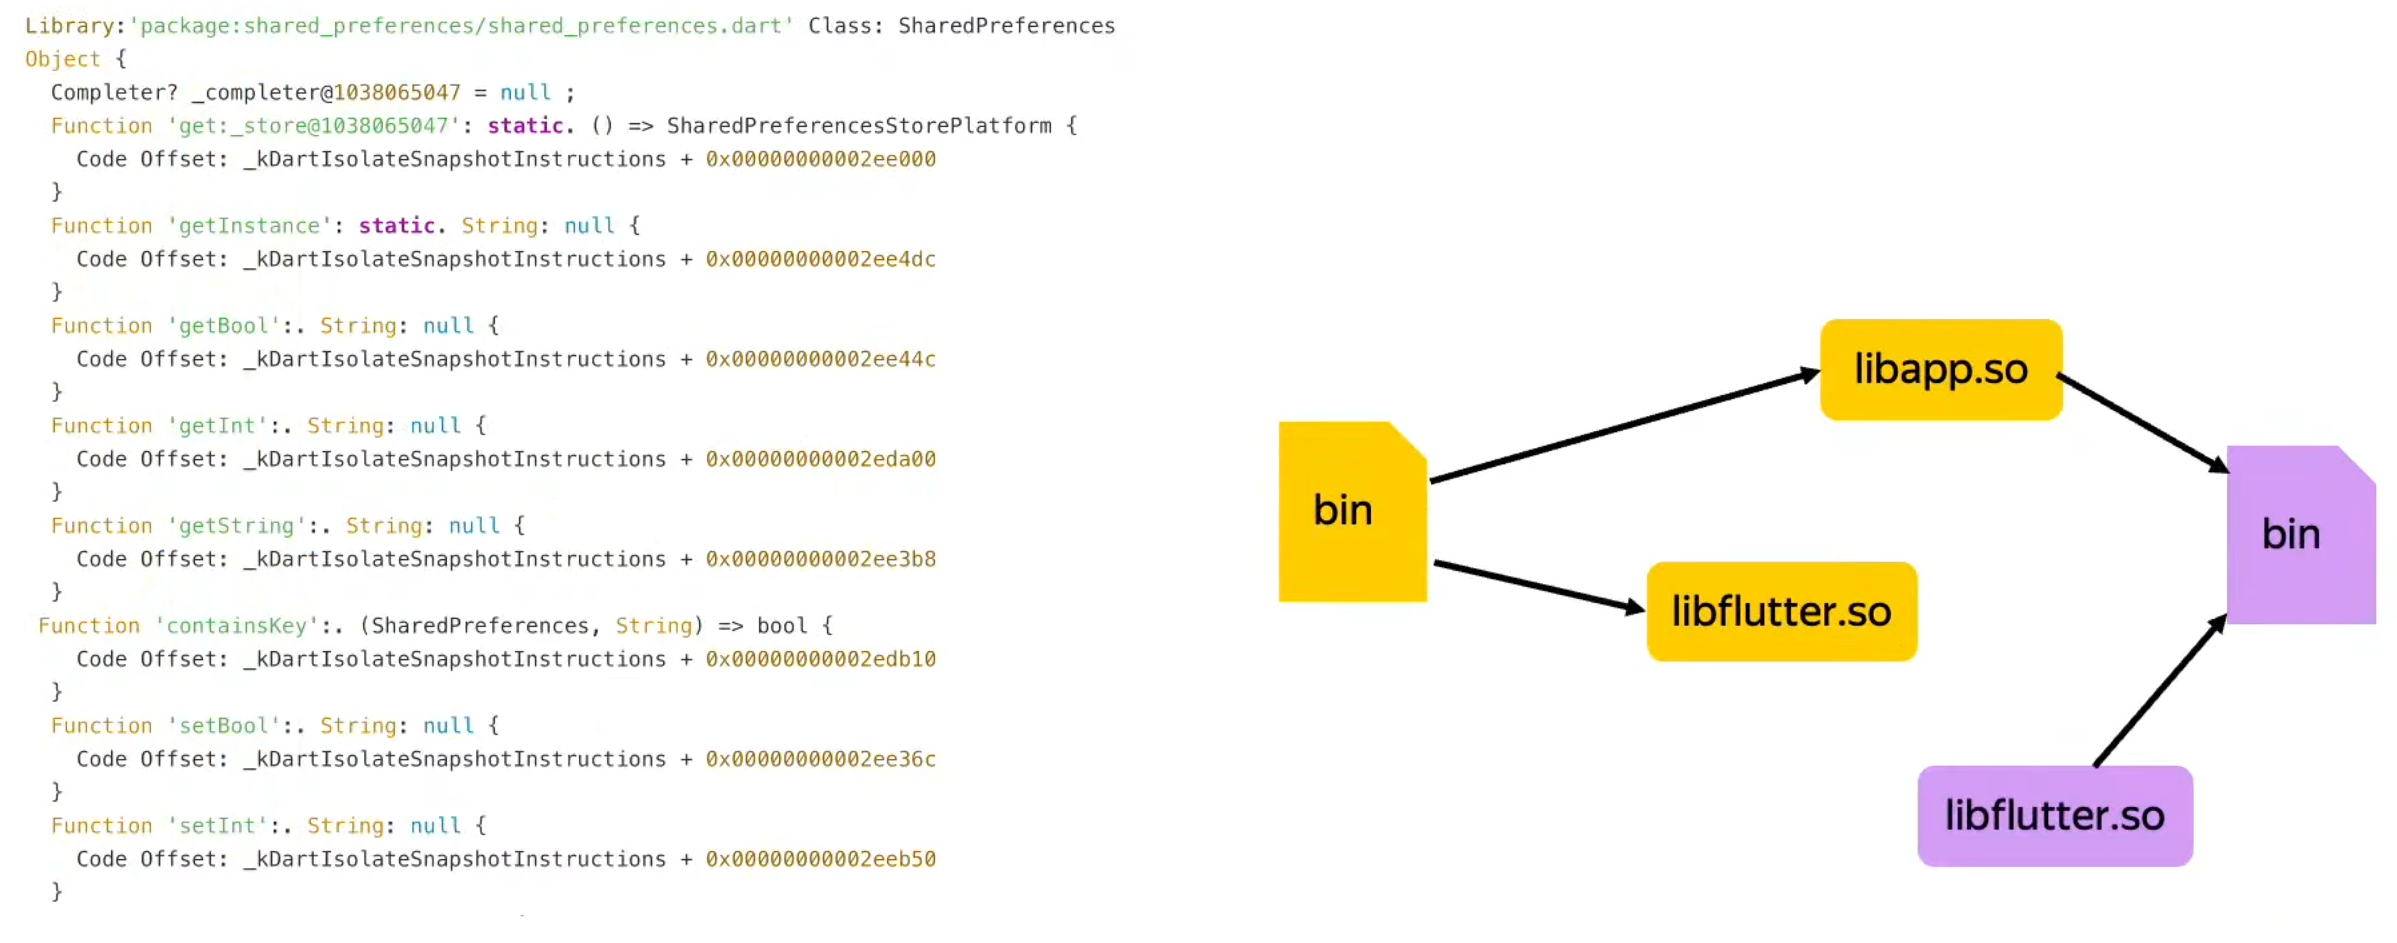 Library:'package:shared_preferences/shared_preferences.dart' Class: SharedPreferences
Object {
Completer? _completer@1038065047 = null ;
Function 'get:_store@1038065047': static. () => SharedPreferencesStorePlatform {
Code Offset: _kDartIsolateSnapshotInstructions + 0x00000000002ee000
}
Function 'getInstance': static. String: null {
Code Offset: _kDartIsolateSnapshotInstructions + 0x00000000002ee4dc
}
Function 'getBool':. String: null {
Code Offset: _kDartIsolateSnapshotInstructions + 0x00000000002ee44c
}
Function 'getInt':. String: null {
Code Offset: _kDartIsolateSnapshotInstructions + 0x00000000002eda00
}
Function 'getString':. String: null {
Code Offset: _kDartIsolateSnapshotInstructions + 0x00000000002ee3b8
}
Function 'containsKey':. (SharedPreferences, String) => bool {
Code Offset: _kDartIsolateSnapshotInstructions + 0x00000000002edb10
}
Function 'setBool':. String: null {
Code Offset: _kDartIsolateSnapshotInstructions + 0x00000000002ee36c
}
Function 'setInt':. String: null {
Code Offset: _kDartIsolateSnapshotInstructions + 0x00000000002eeb50
}
bin
libapp.so
libflutter.so
bin
libflutter.so